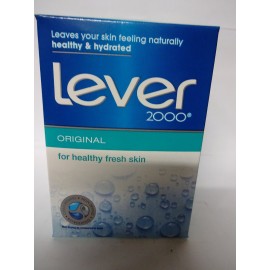 Leaves your skin feeling naturally
healthy & hydrated
Lever
2000®
ORIGINAL
for healthy fresh skin